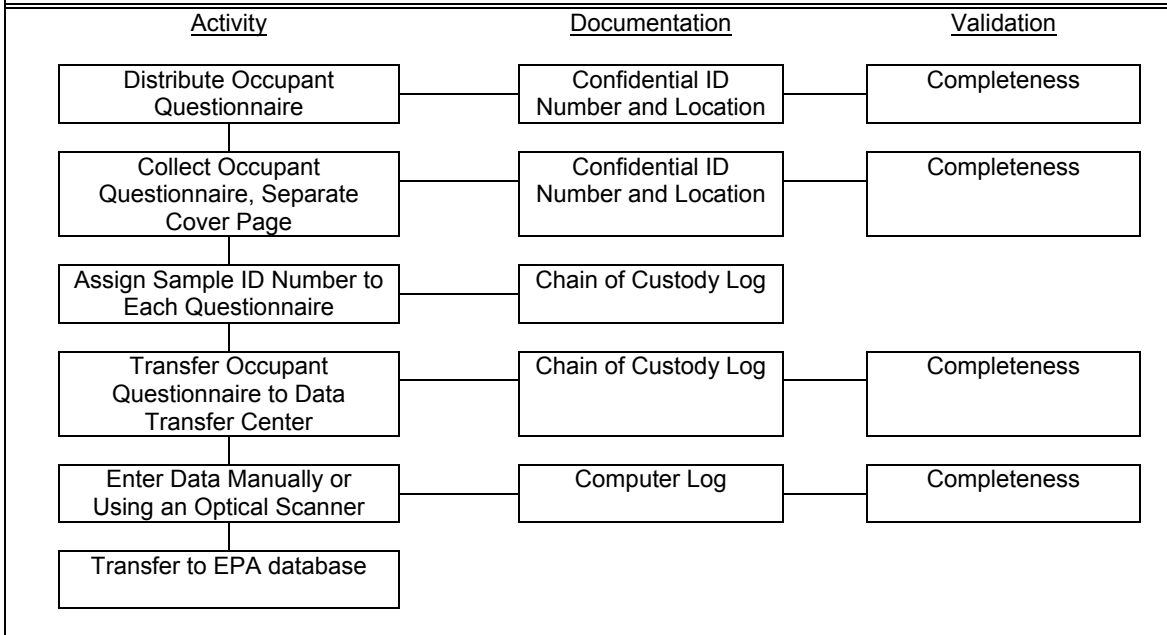 Activity
Documentation
Validation
Distribute Occupant
Questionnaire
Confidential ID
Number and Location
Completeness
Collect Occupant
Questionnaire, Separate
Cover Page
Confidential ID
Number and Location
Completeness
Assign Sample ID Number to
Each Questionnaire
Chain of Custody Log
Transfer Occupant
Questionnaire to Data
Transfer Center
Chain of Custody Log
Completeness
Enter Data Manually or
Using an Optical Scanner
Computer Log
Completeness
Transfer to EPA database